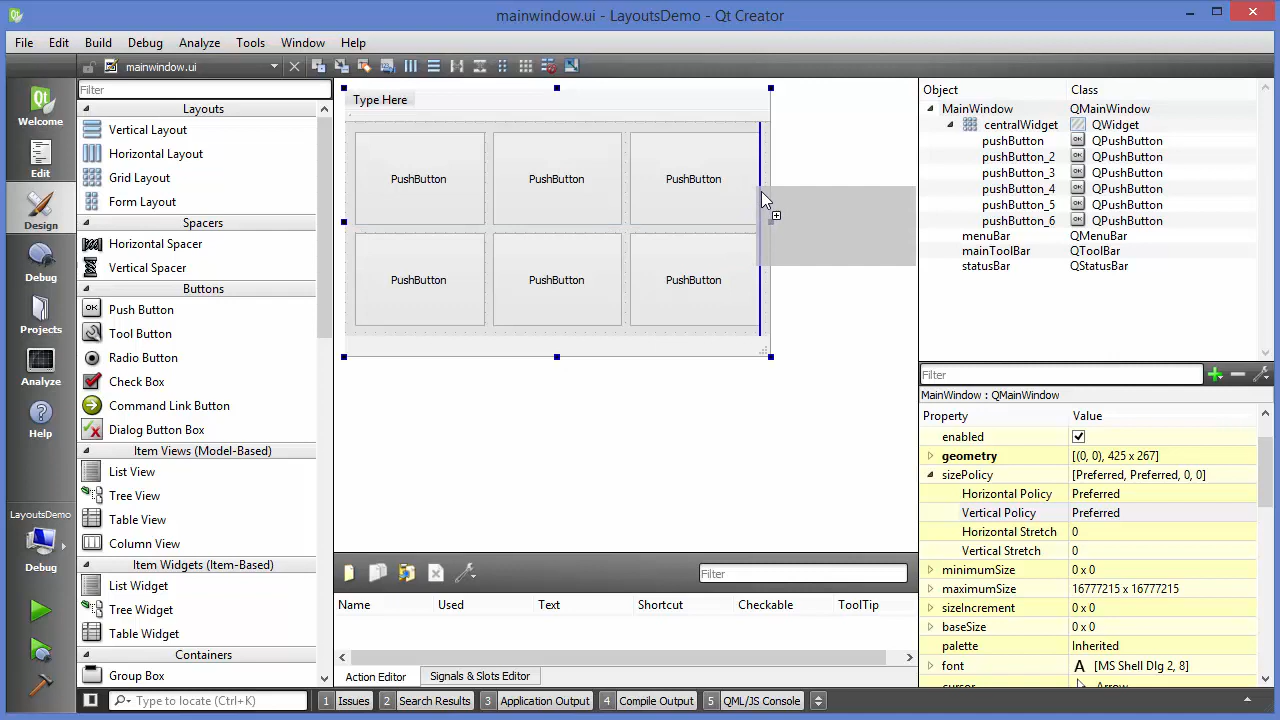 mainwindow.ui - LayoutsDemo - Qt Creator
File Edit Build Debug Analyze Tools Window Help
mainwindow.ui
Welcome
Edit
Design
Debug
Projects
Analyze
Help
LayoutsDemo
Debug
Filter
Layouts
Vertical Layout
Horizontal Layout
Grid Layout
Form Layout
Spacers
Horizontal Spacer
Vertical Spacer
Buttons
Push Button
Tool Button
Radio Button
Check Box
Command Link Button
Dialog Button Box
Item Views (Model-Based)
List View
Tree View
Table View
Column View
Item Widgets (Item-Based)
List Widget
Tree Widget
Table Widget
Containers
Group Box
Type Here
PushButton PushButton PushButton
PushButton PushButton PushButton
Filter
Name Used Text Shortcut Checkable ToolTip
Action Editor Signals & Slots Editor
Object Class
MainWindow QMainWindow
centralWidget QWidget
pushButton QPushButton
pushButton_2 QPushButton
pushButton_3 QPushButton
pushButton_4 QPushButton
pushButton_5 QPushButton
pushButton_6 QPushButton
menuBar QMenuBar
mainToolBar QToolBar
statusBar QStatusBar
Filter
MainWindow : QMainWindow
Property Value
enabled
geometry [(0, 0), 425 x 267]
sizePolicy [Preferred, Preferred, 0, 0]
Horizontal Policy Preferred
Vertical Policy Preferred
Horizontal Stretch 0
Vertical Stretch 0
minimumSize 0 x 0
maximumSize 16777215 x 16777215
sizeIncrement 0 x 0
baseSize 0 x 0
palette Inherited
font A [MS Shell Dlg 2, 8]
cursor Arrow
Type to locate (Ctrl+K) 1 Issues 2 Search Results 3 Application Output 4 Compile Output 5 QML/JS Console